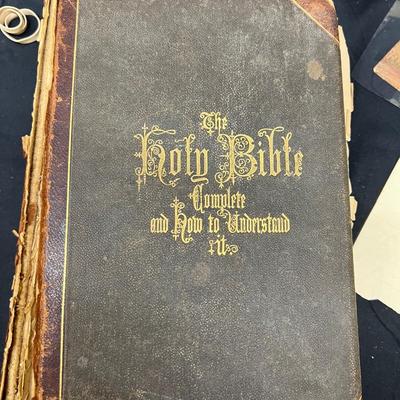 The
Holy Bible
Complete
and How to Understand
it